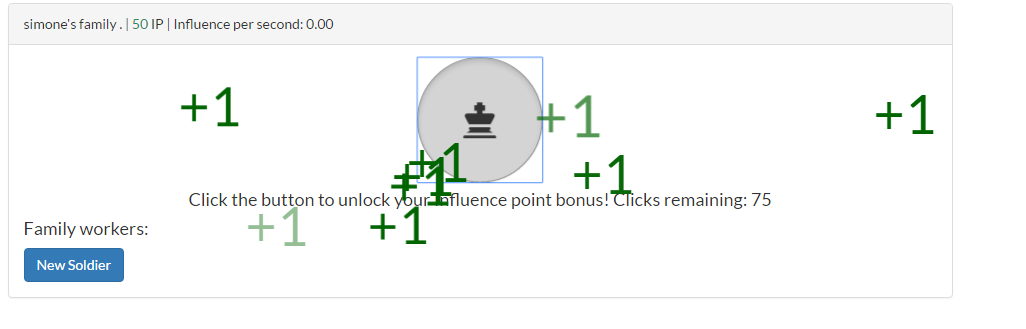 simone's family . | 50 IP | Influence per second: 0.00
+1
+1
+1
+1
+1
+1
+1
Click the button to unlock your influence point bonus! Clicks remaining: 75
+1
+1
Family workers:
New Soldier